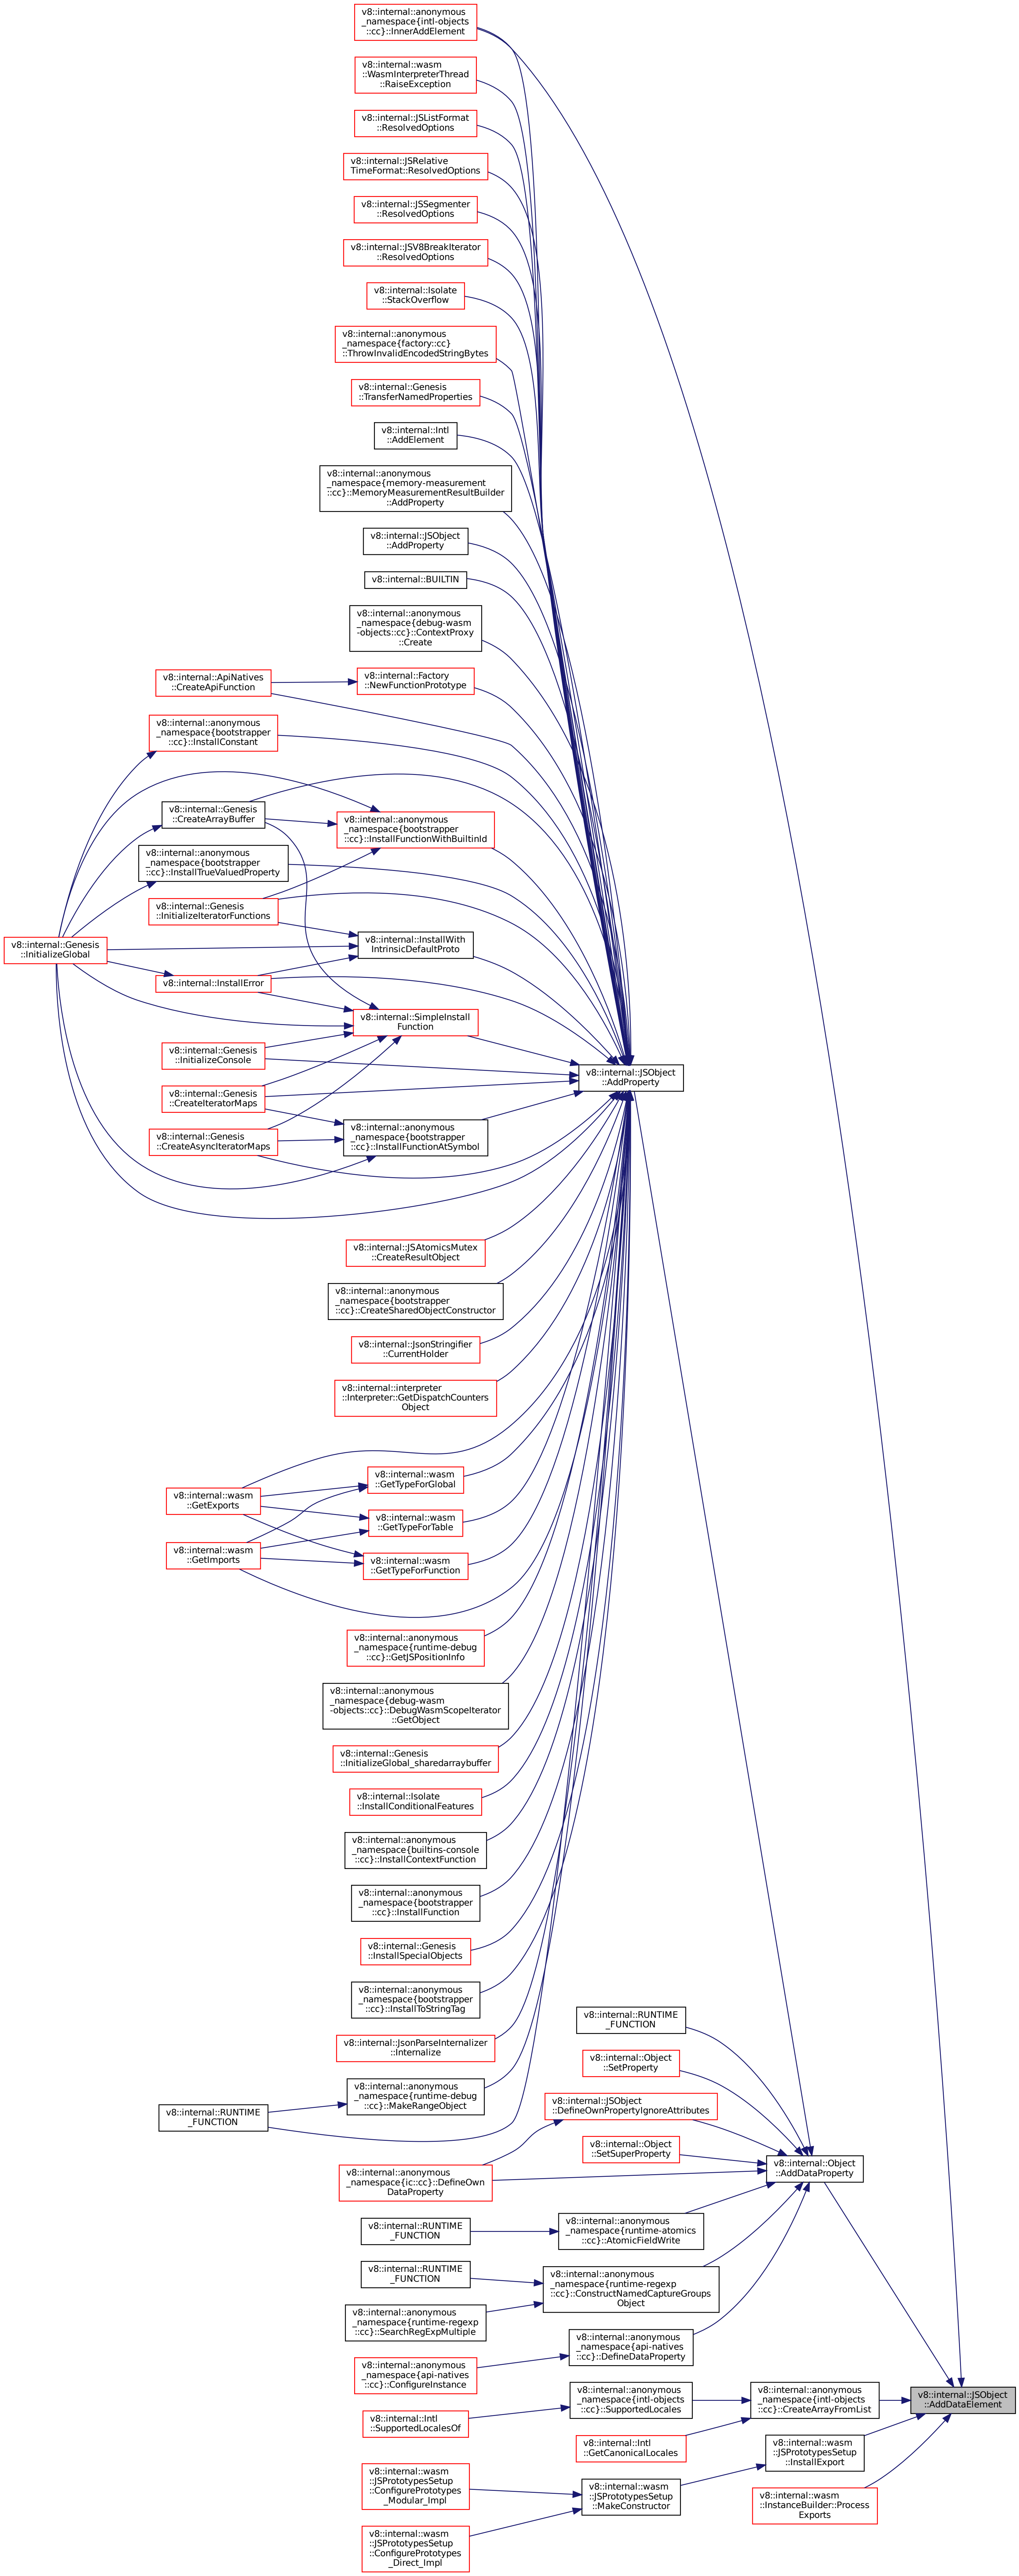 v8::internal::anonymous
_namespace{intl-objects
::cc}::InnerAddElement
v8::internal::wasm
::WasmInterpreterThread
::RaiseException
v8::internal::JSListFormat
::ResolvedOptions
v8::internal::JSRelative
TimeFormat::ResolvedOptions
v8::internal::JSSegmenter
::ResolvedOptions
v8::internal::JSV8BreakIterator
::ResolvedOptions
v8::internal::Isolate
::StackOverflow
v8::internal::anonymous
_namespace{factory::cc}
::ThrowInvalidEncodedStringBytes
v8::internal::Genesis
::TransferNamedProperties
v8::internal::Intl
::AddElement
v8::internal::anonymous
_namespace{memory-measurement
::cc}::MemoryMeasurementResultBuilder
::AddProperty
v8::internal::JSObject
::AddProperty
v8::internal::BUILTIN
v8::internal::anonymous
_namespace{debug-wasm
-objects::cc}::ContextProxy
::Create
v8::internal::ApiNatives
::CreateApiFunction
v8::internal::Factory
::NewFunctionPrototype
v8::internal::anonymous
_namespace{bootstrapper
::cc}::InstallConstant
v8::internal::Genesis
::CreateArrayBuffer
v8::internal::anonymous
_namespace{bootstrapper
::cc}::InstallFunctionWithBuiltinId
v8::internal::anonymous
_namespace{bootstrapper
::cc}::InstallTrueValuedProperty
v8::internal::Genesis
::InitializeIteratorFunctions
v8::internal::Genesis
::InitializeGlobal
v8::internal::InstallWith
IntrinsicDefaultProto
v8::internal::InstallError
v8::internal::SimpleInstall
Function
v8::internal::Genesis
::InitializeConsole
v8::internal::JSObject
::AddProperty
v8::internal::Genesis
::CreateIteratorMaps
v8::internal::anonymous
_namespace{bootstrapper
::cc}::InstallFunctionAtSymbol
v8::internal::Genesis
::CreateAsyncIteratorMaps
v8::internal::JSAtomicsMutex
::CreateResultObject
v8::internal::anonymous
_namespace{bootstrapper
::cc}::CreateSharedObjectConstructor
v8::internal::JsonStringifier
::CurrentHolder
v8::internal::interpreter
::Interpreter::GetDispatchCounters
Object
v8::internal::wasm
::GetTypeForGlobal
v8::internal::wasm
::GetExports
v8::internal::wasm
::GetTypeForTable
v8::internal::wasm
::GetImports
v8::internal::wasm
::GetTypeForFunction
v8::internal::anonymous
_namespace{runtime-debug
::cc}::GetJSPositionInfo
v8::internal::anonymous
_namespace{debug-wasm
-objects::cc}::DebugWasmScopeIterator
::GetObject
v8::internal::Genesis
::InitializeGlobal_sharedarraybuffer
v8::internal::Isolate
::InstallConditionalFeatures
v8::internal::anonymous
_namespace{builtins-console
::cc}::InstallContextFunction
v8::internal::anonymous
_namespace{bootstrapper
::cc}::InstallFunction
v8::internal::Genesis
::InstallSpecialObjects
v8::internal::anonymous
_namespace{bootstrapper
::cc}::InstallToStringTag
v8::internal::RUNTIME
_FUNCTION
v8::internal::JsonParseInternalizer
::Internalize
v8::internal::Object
::SetProperty
v8::internal::anonymous
_namespace{runtime-debug
::cc}::MakeRangeObject
v8::internal::RUNTIME
_FUNCTION
v8::internal::JSObject
::DefineOwnPropertyIgnoreAttributes
v8::internal::Object
::SetSuperProperty
v8::internal::Object
::AddDataProperty
v8::internal::anonymous
_namespace{ic::cc}::DefineOwn
DataProperty
v8::internal::RUNTIME
_FUNCTION
v8::internal::anonymous
_namespace{runtime-atomics
::cc}::AtomicFieldWrite
v8::internal::RUNTIME
_FUNCTION
v8::internal::anonymous
_namespace{runtime-regexp
::cc}::ConstructNamedCaptureGroups
Object
v8::internal::anonymous
_namespace{runtime-regexp
::cc}::SearchRegExpMultiple
v8::internal::anonymous
_namespace{api-natives
::cc}::DefineDataProperty
v8::internal::anonymous
_namespace{api-natives
::cc}::ConfigureInstance
v8::internal::JSObject
::AddDataElement
v8::internal::anonymous
_namespace{intl-objects
::cc}::SupportedLocales
v8::internal::anonymous
_namespace{intl-objects
::cc}::CreateArrayFromList
v8::internal::Intl
::SupportedLocalesOf
v8::internal::Intl
::GetCanonicalLocales
v8::internal::wasm
::JSPrototypesSetup
::InstallExport
v8::internal::wasm
::JSPrototypesSetup
::ConfigurePrototypes
_Modular_Impl
v8::internal::wasm
::JSPrototypesSetup
::MakeConstructor
v8::internal::wasm
::InstanceBuilder::Process
Exports
v8::internal::wasm
::JSPrototypesSetup
::ConfigurePrototypes
_Direct_Impl